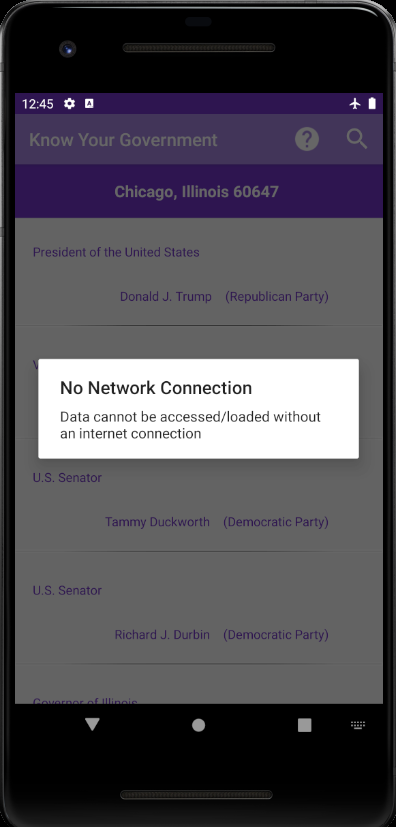 12:45
Know Your Government
Chicago, Illinois 60647
President of the United States
Donald J. Trump (Republican Party)
No Network Connection
Data cannot be accessed/loaded without
an internet connection
U.S. Senator
Tammy Duckworth (Democratic Party)
U.S. Senator
Richard J. Durbin (Democratic Party)
Governor of Illinois